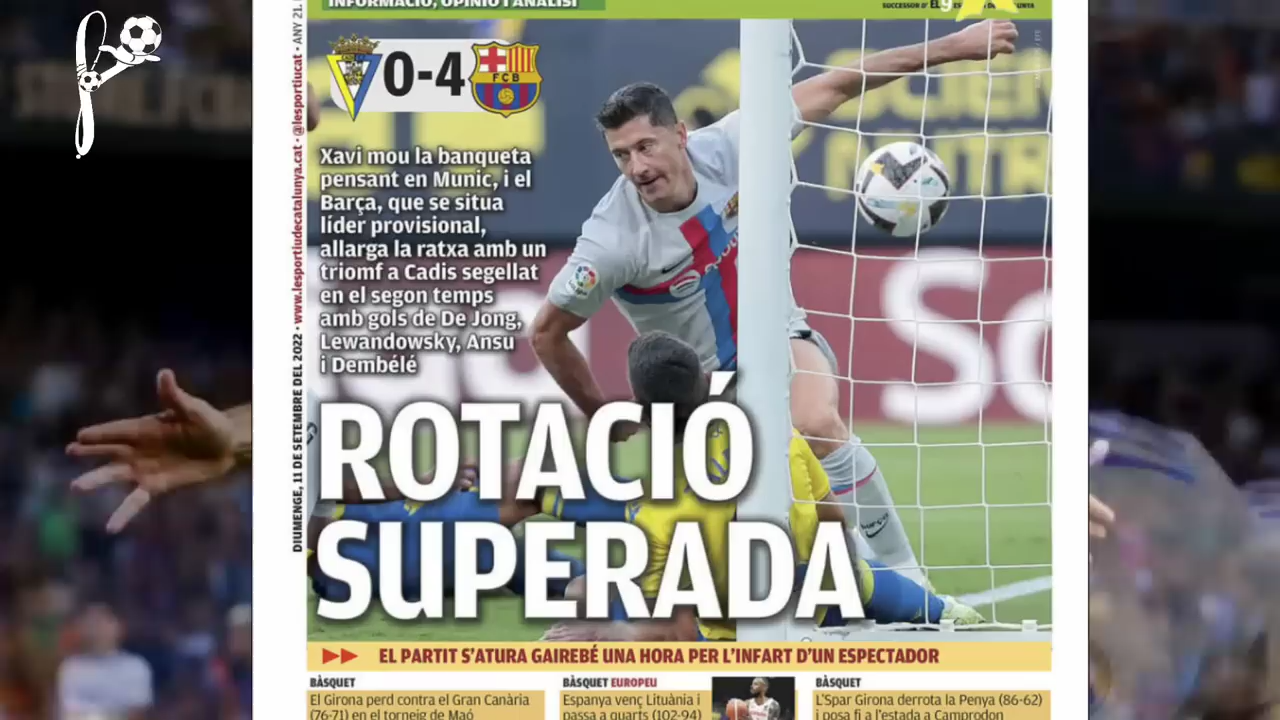 INFORMACIÓ, OPINIÓ I ANÀLISI
SUCCESSOR D' EL 9
DIUMENGE, 11 DE SETEMBRE DEL 2022 • www.lesportiudecatalunya.cat • @lesportiucat • ANY 21.
0-4
FCB
Xavi mou la banqueta
pensant en Munic, i el
Barça, que se situa
líder provisional,
allarga la ratxa amb un
triomf a Cadis segellat
en el segon temps
amb gols de De Jong,
Lewandowsky, Ansu
i Dembélé
ROTACIÓ
SUPERADA
EL PARTIT S'ATURA GAIREBÉ UNA HORA PER L'INFART D'UN ESPECTADOR
BÀSQUET
El Girona perd contra el Gran Canària
(76-71) en el torneig de Maó
BÀSQUET EUROPEU
Espanya venç Lituània i
passa a quarts (102-94)
BÀSQUET
L'Spar Girona derrota la Penya (86-62)
i posa fi a l'estada a Camprodon